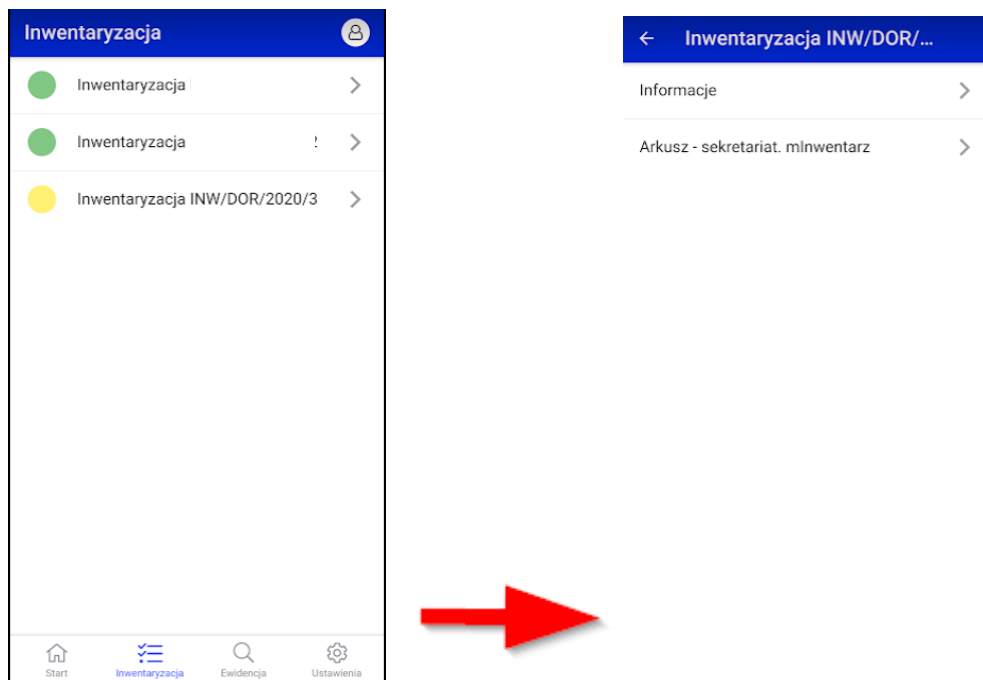 Inwentaryzacja
Inwentaryzacja
Inwentaryzacja
Inwentaryzacja INW/DOR/2020/3
Start
Inwentaryzacja
Ewidencja
Ustawienia
Inwentaryzacja INW/DOR/...
Informacje
Arkusz - sekretariat. mInwentarz